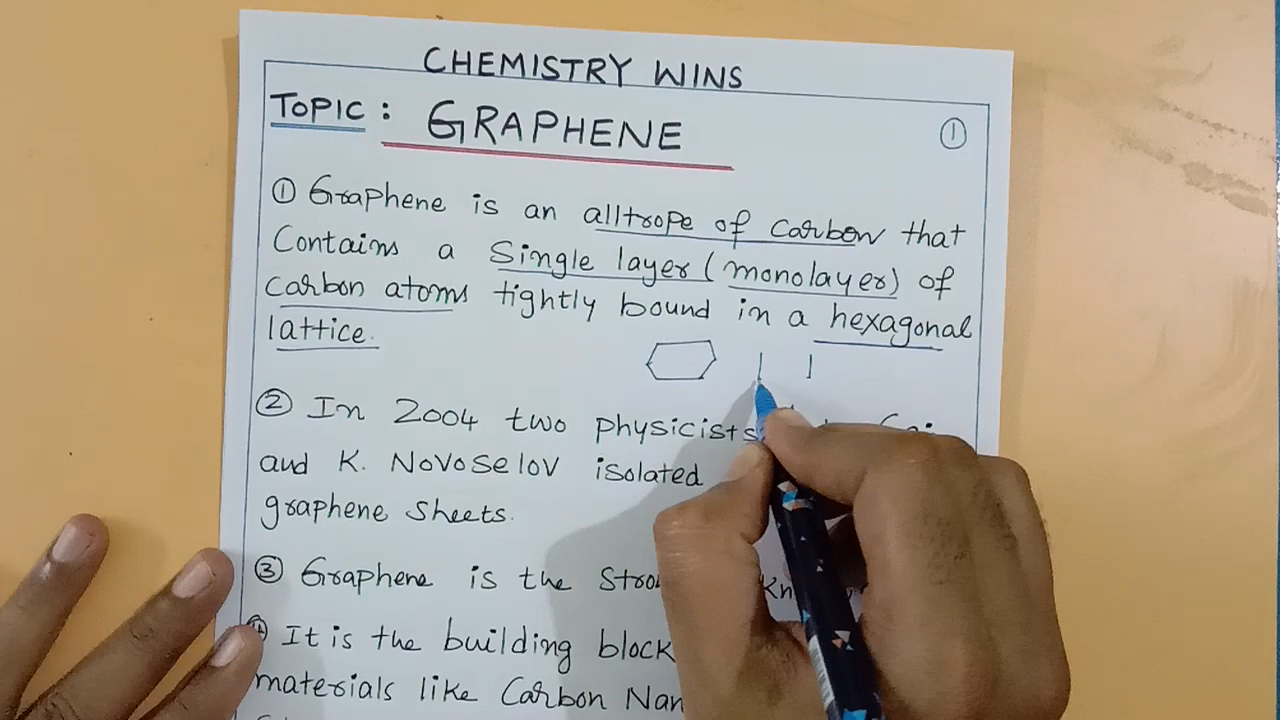 CHEMISTRY WINS
TOPIC : GRAPHENE
①
① Graphene is an alltrope of carbon that
Contains a Single layer (monolayer) of
carbon atoms tightly bound in a hexagonal
lattice.
② In 2004 two physicists
and K. Novoselov isolated
graphene sheets.
③ Graphene is the
④ It is the building block
materials like Carbon